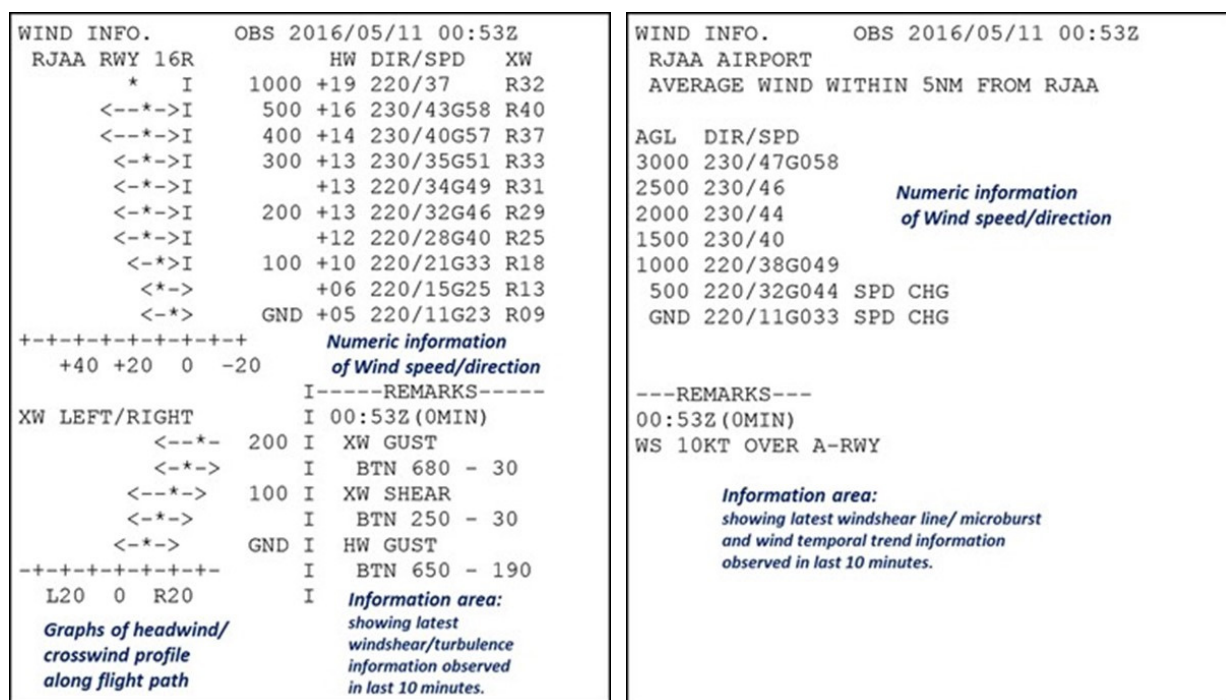 WIND INFO. OBS 2016/05/11 00:53Z
RJAA RWY 16R HW DIR/SPD XW
* I 1000 +19 220/37 R32
<--*->I 500 +16 230/43G58 R40
<--*->I 400 +14 230/40G57 R37
<-*->I 300 +13 230/35G51 R33
<-*->I +13 220/34G49 R31
<-*->I 200 +13 220/32G46 R29
<-*->I +12 220/28G40 R25
<-*>I 100 +10 220/21G33 R18
<*-> +06 220/15G25 R13
<-*> GND +05 220/11G23 R09
+-+-+-+-+-+-+-+-+ Numeric information
+40 +20 0 -20 of Wind speed/direction
I-----REMARKS-----
XW LEFT/RIGHT I 00:53Z(0MIN)
<--*- 200 I XW GUST
<-*-> I BTN 680 - 30
<--*-> 100 I XW SHEAR
<-*-> I BTN 250 - 30
<-*-> GND I HW GUST
-+-+-+-+-+-+-+- I BTN 650 - 190
L20 0 R20 I Information area:
Graphs of headwind/
crosswind profile
along flight path
showing latest
windshear/turbulence
information observed
in last 10 minutes.
WIND INFO. OBS 2016/05/11 00:53Z
RJAA AIRPORT
AVERAGE WIND WITHIN 5NM FROM RJAA
AGL DIR/SPD
3000 230/47G058
2500 230/46
2000 230/44
1500 230/40
1000 220/38G049
500 220/32G044 SPD CHG
GND 220/11G033 SPD CHG
Numeric information
of Wind speed/direction
---REMARKS---
00:53Z(0MIN)
WS 10KT OVER A-RWY
Information area:
showing latest windshear line/ microburst
and wind temporal trend information
observed in last 10 minutes.